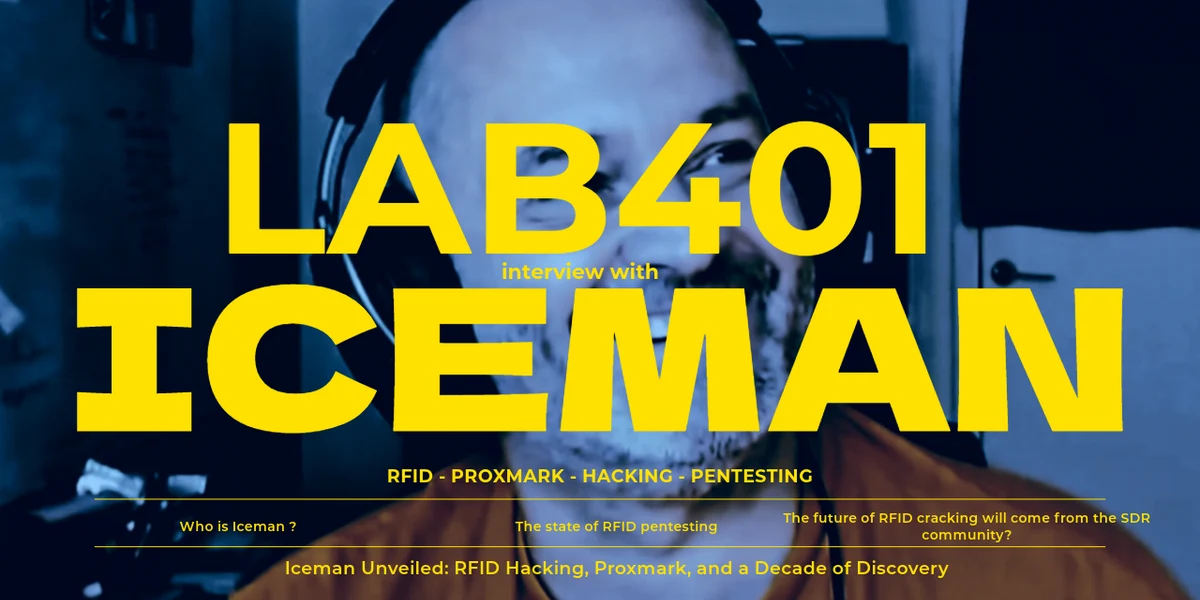 LAB401
interview with
ICEMAN
RFID - PROXMARK - HACKING - PENTESTING
Who is Iceman ?
The state of RFID pentesting
The future of RFID cracking will come from the SDR
community?
Iceman Unveiled: RFID Hacking, Proxmark, and a Decade of Discovery